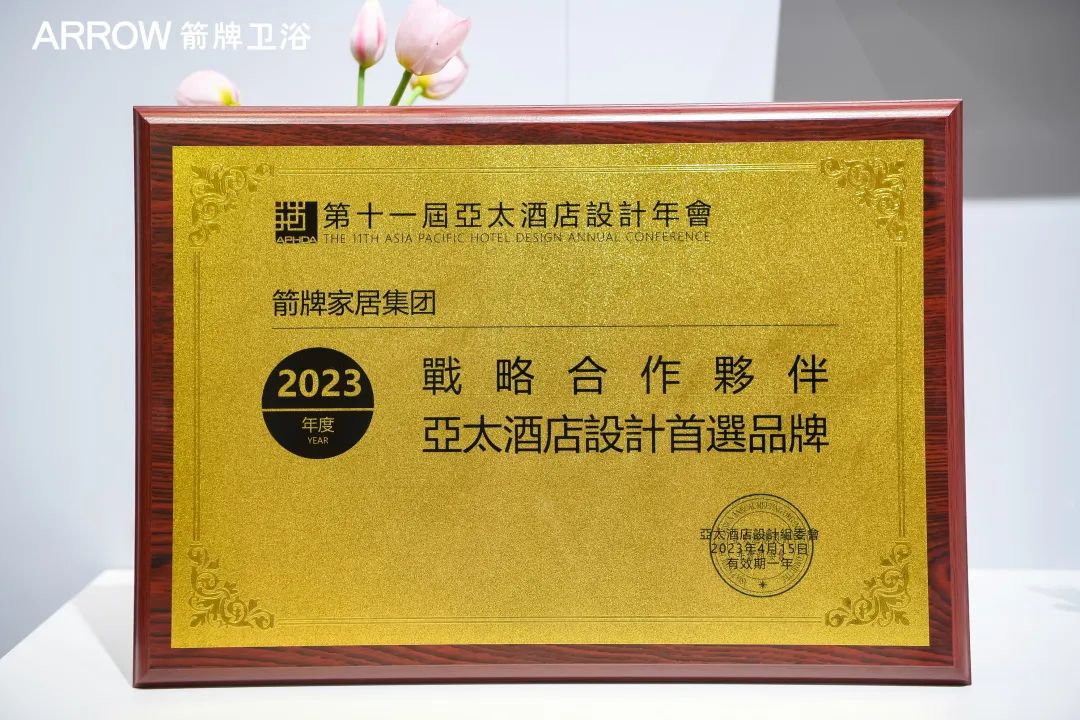 ARROW 箭牌卫浴
APHDA
第十一屆亞太酒店設計年會
THE 11TH ASIA PACIFIC HOTEL DESIGN ANNUAL CONFERENCE
箭牌家居集团
2023
年度
YEAR
戰略合作夥伴
亞太酒店設計首選品牌
亞太酒店設計組委會
2023年4月15日
有效期一年